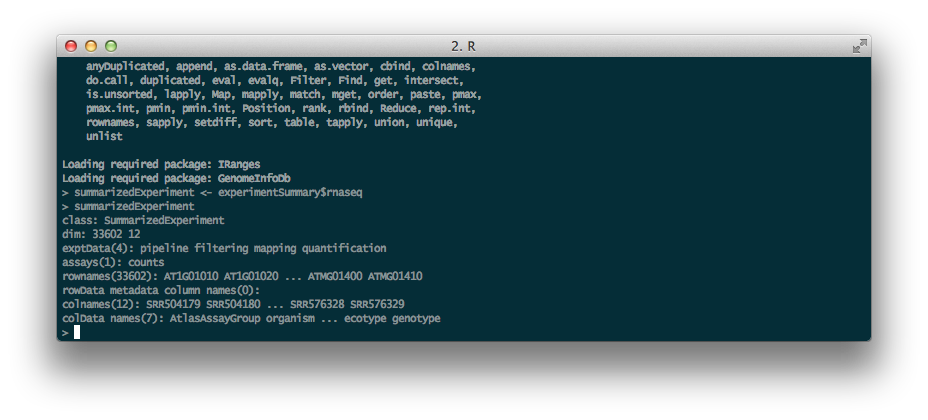 2. R
anyDuplicated, append, as.data.frame, as.vector, cbind, colnames,
do.call, duplicated, eval, evalq, Filter, Find, get, intersect,
is.unsorted, lapply, Map, mapply, match, mget, order, paste, pmax,
pmax.int, pmin, pmin.int, Position, rank, rbind, Reduce, rep.int,
rownames, sapply, setdiff, sort, table, tapply, union, unique,
unlist
Loading required package: IRanges
Loading required package: GenomeInfoDb
> summarizedExperiment <- experimentSummary$rnaseq
> summarizedExperiment
class: SummarizedExperiment
dim: 33602 12
exptData(4): pipeline filtering mapping quantification
assays(1): counts
rownames(33602): AT1G01010 AT1G01020 ... ATMG01400 ATMG01410
rowData metadata column names(0):
colnames(12): SRR504179 SRR504180 ... SRR576328 SRR576329
colData names(7): AtlasAssayGroup organism ... ecotype genotype
>